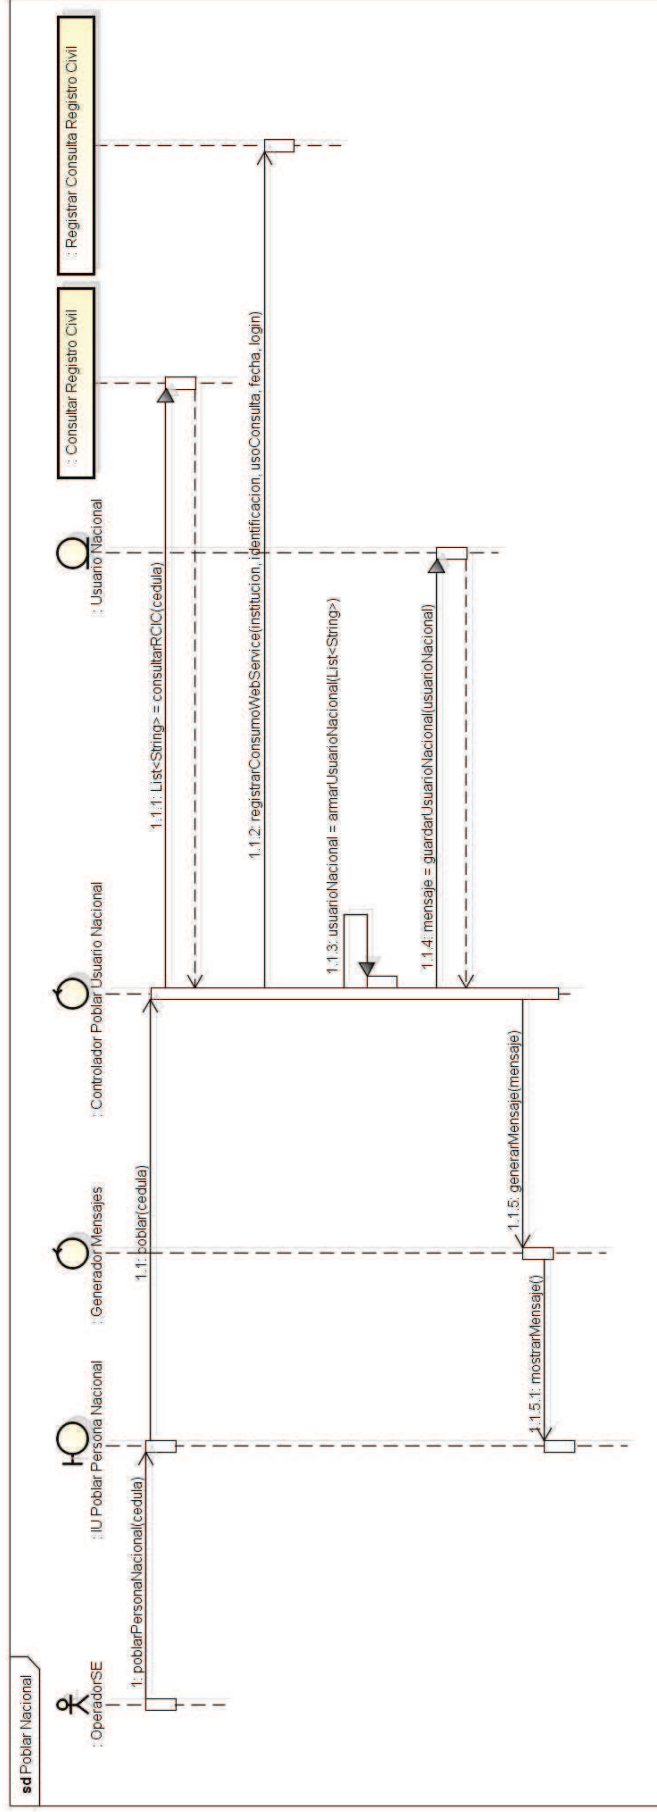 sd Poblar Nacional
: OperadorSE
: IU Poblar Persona Nacional
: Generador Mensajes
: Controlador Poblar Usuario Nacional
: Usuario Nacional
: Consultar Registro Civil
: Registrar Consulta Registro Civil
1: poblarPersonaNacional(cedula)
1.1: poblar(cedula)
1.1.1: List<String> = consultarRCIC(cedula)
1.1.2: registrarConsumoWebService(institucion, identificacion, usoConsulta, fecha, login)
1.1.3: usuarioNacional = armarUsuarioNacional(List<String>)
1.1.4: mensaje = guardarUsuarioNacional(usuarioNacional)
1.1.5: generarMensaje(mensaje)
1.1.5.1: mostrarMensaje()